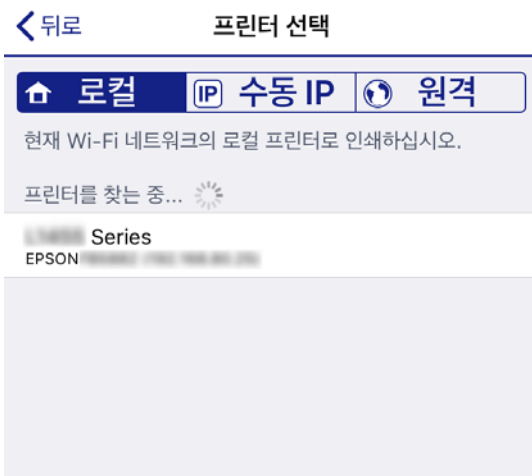 뒤로 프린터 선택
로컬 IP 수동 IP 원격
현재 Wi-Fi 네트워크의 로컬 프린터로 인쇄하십시오.
프린터를 찾는 중...
Series
EPSON